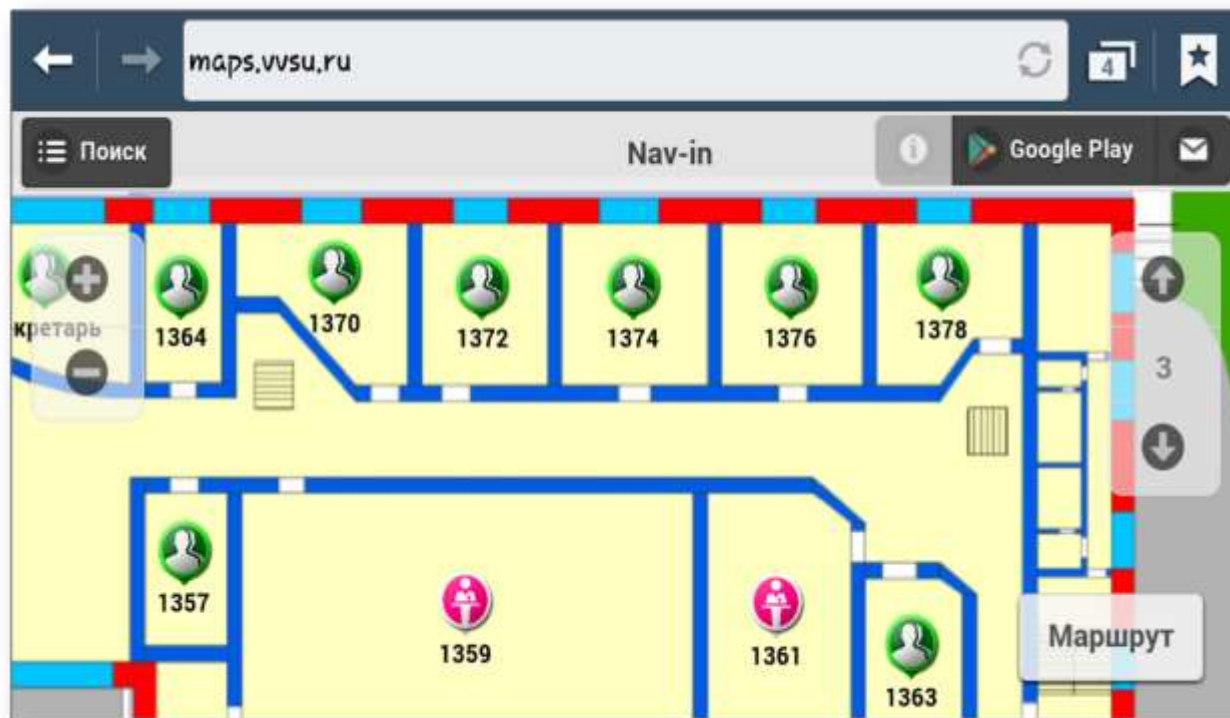 maps.vvsu.ru
4
Поиск
Nav-in
Google Play
1364
1370
1372
1374
1376
1378
кретарь
3
1357
1359
1361
1363
Маршрут